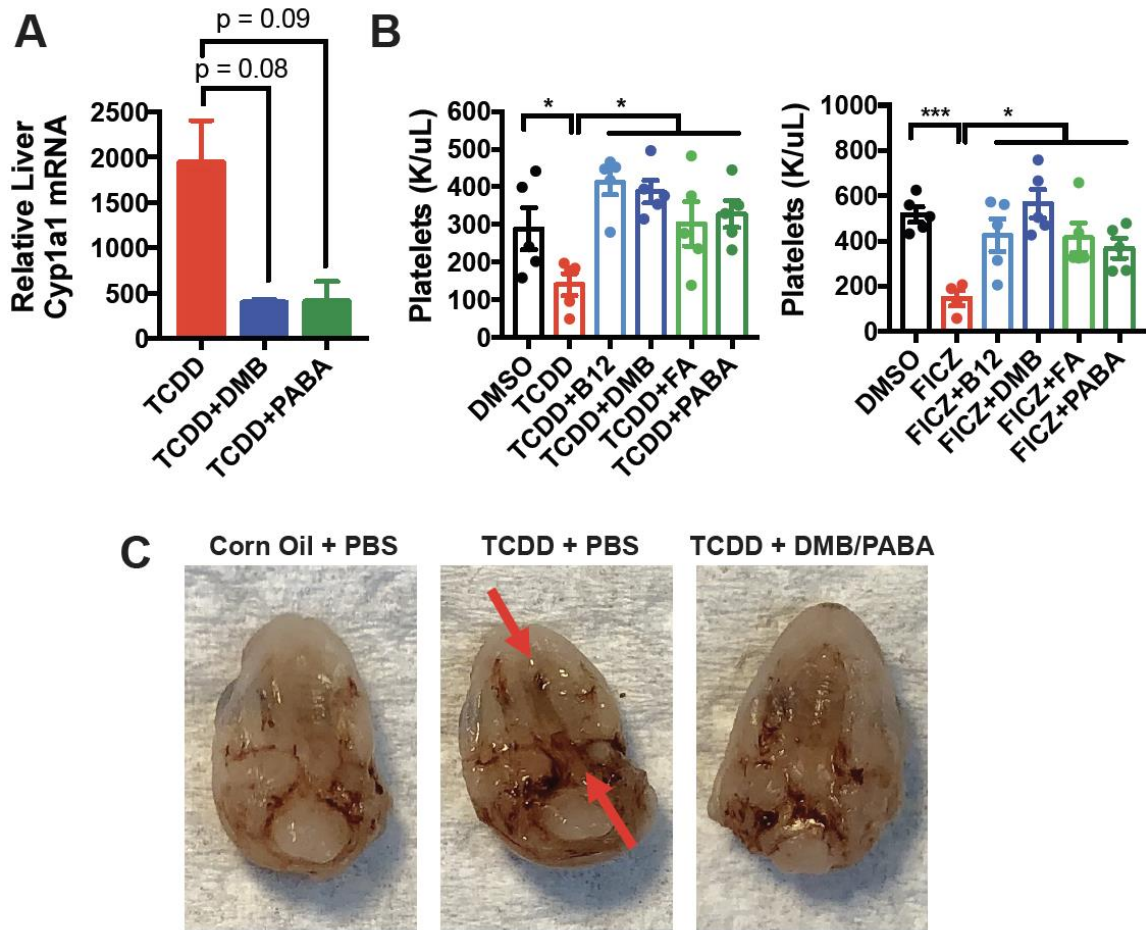 A
p = 0.09
p = 0.08
Relative Liver
Cyp1a1 mRNA
2500
2000
1500
1000
500
0
TCDD
TCDD+DMB
TCDD+PABA
B
Platelets (K/uL)
600
500
400
300
200
100
0
*
*
DMSO
TCDD
TCDD+B12
TCDD+DMB
TCDD+FA
TCDD+PABA
Platelets (K/uL)
1000
800
600
400
200
0
***
*
DMSO
FICZ
FICZ+B12
FICZ+DMB
FICZ+FA
FICZ+PABA
C
Corn Oil + PBS
TCDD + PBS
TCDD + DMB/PABA